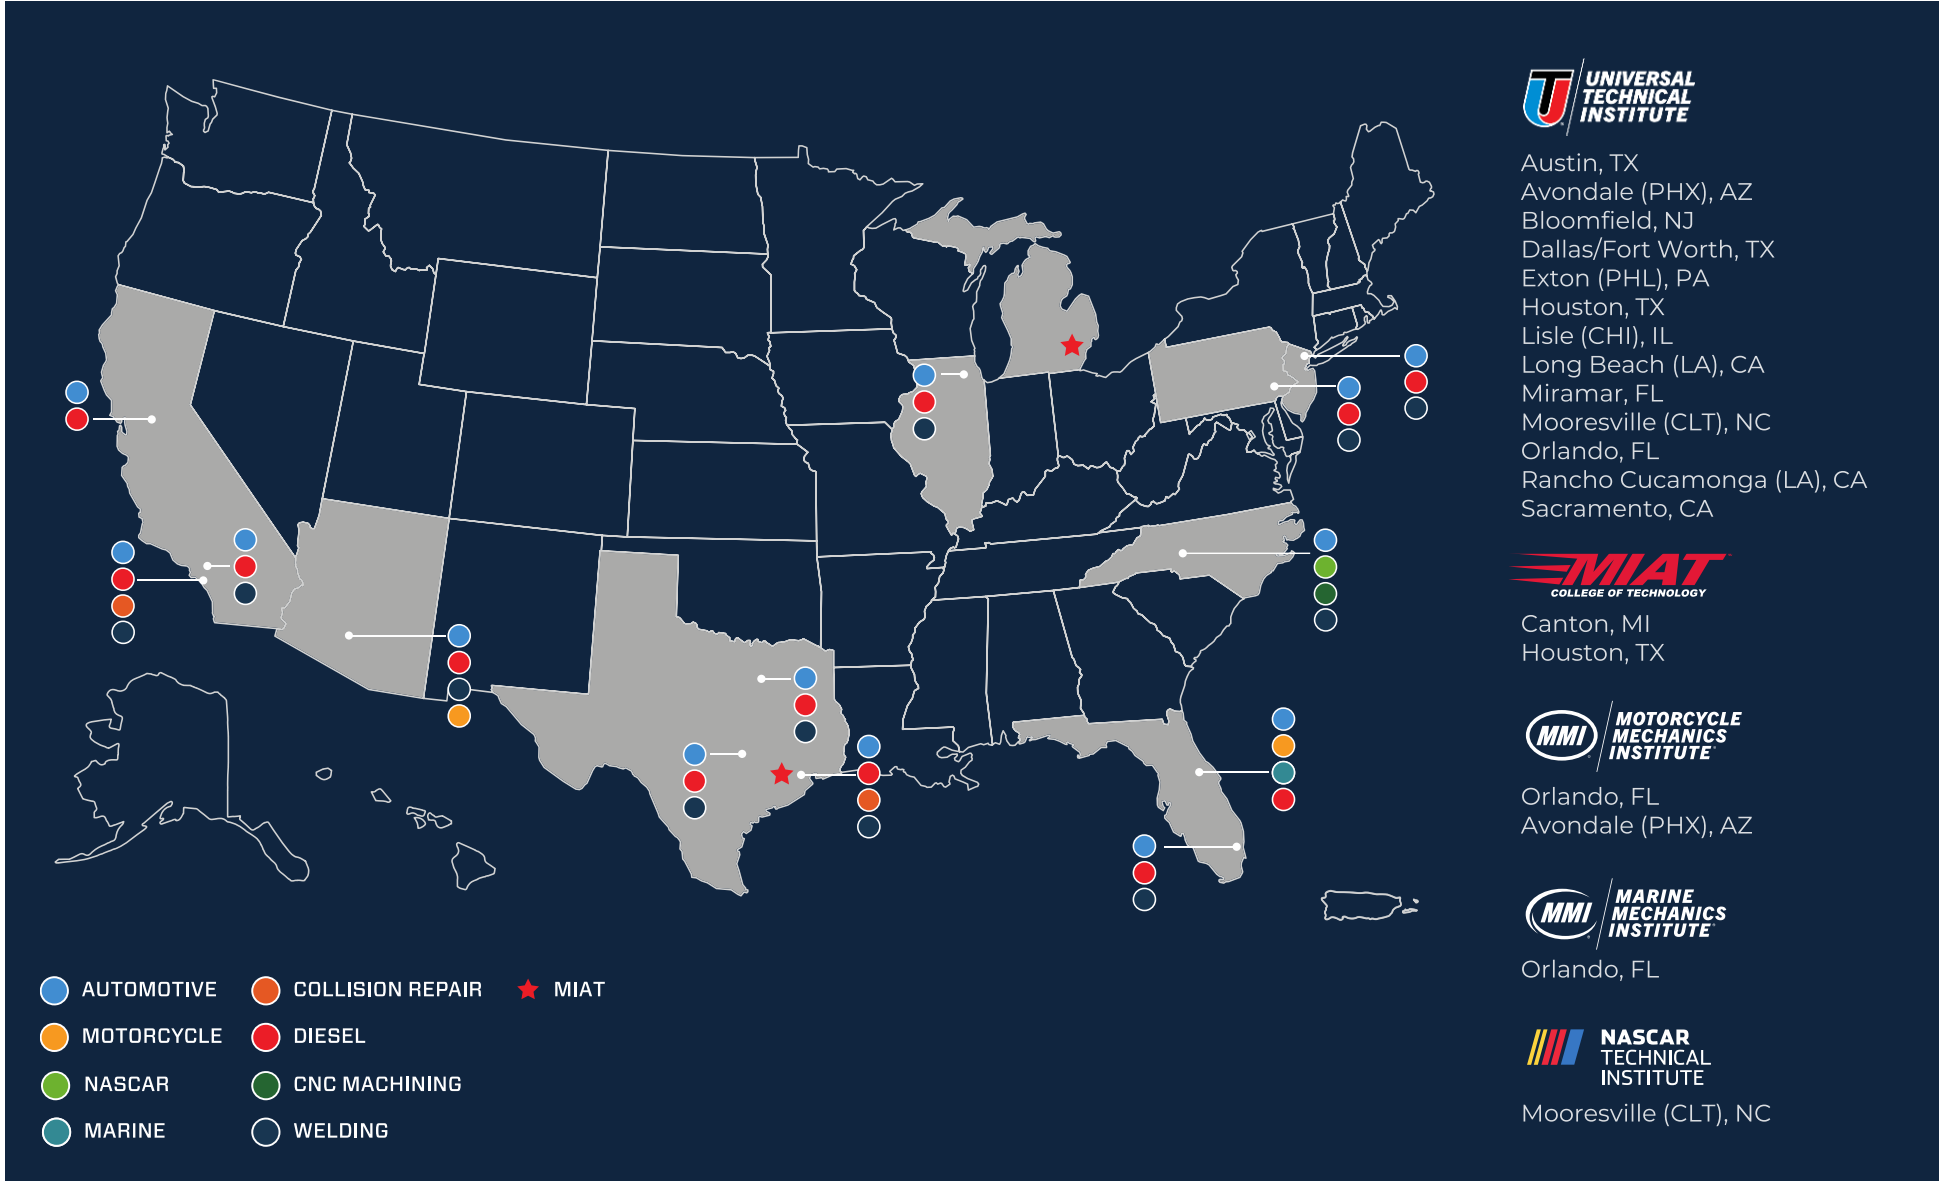 UNIVERSAL
TECHNICAL
INSTITUTE
Austin, TX
Avondale (PHX), AZ
Bloomfield, NJ
Dallas/Fort Worth, TX
Exton (PHL), PA
Houston, TX
Lisle (CHI), IL
Long Beach (LA), CA
Miramar, FL
Mooresville (CLT), NC
Orlando, FL
Rancho Cucamonga (LA), CA
Sacramento, CA
MIAT
COLLEGE OF TECHNOLOGY
Canton, MI
Houston, TX
MMI
MOTORCYCLE
MECHANICS
INSTITUTE
Orlando, FL
Avondale (PHX), AZ
MMI
MARINE
MECHANICS
INSTITUTE
Orlando, FL
NASCAR
TECHNICAL
INSTITUTE
Mooresville (CLT), NC
AUTOMOTIVE
MOTORCYCLE
NASCAR
MARINE
COLLISION REPAIR
DIESEL
CNC MACHINING
WELDING
MIAT